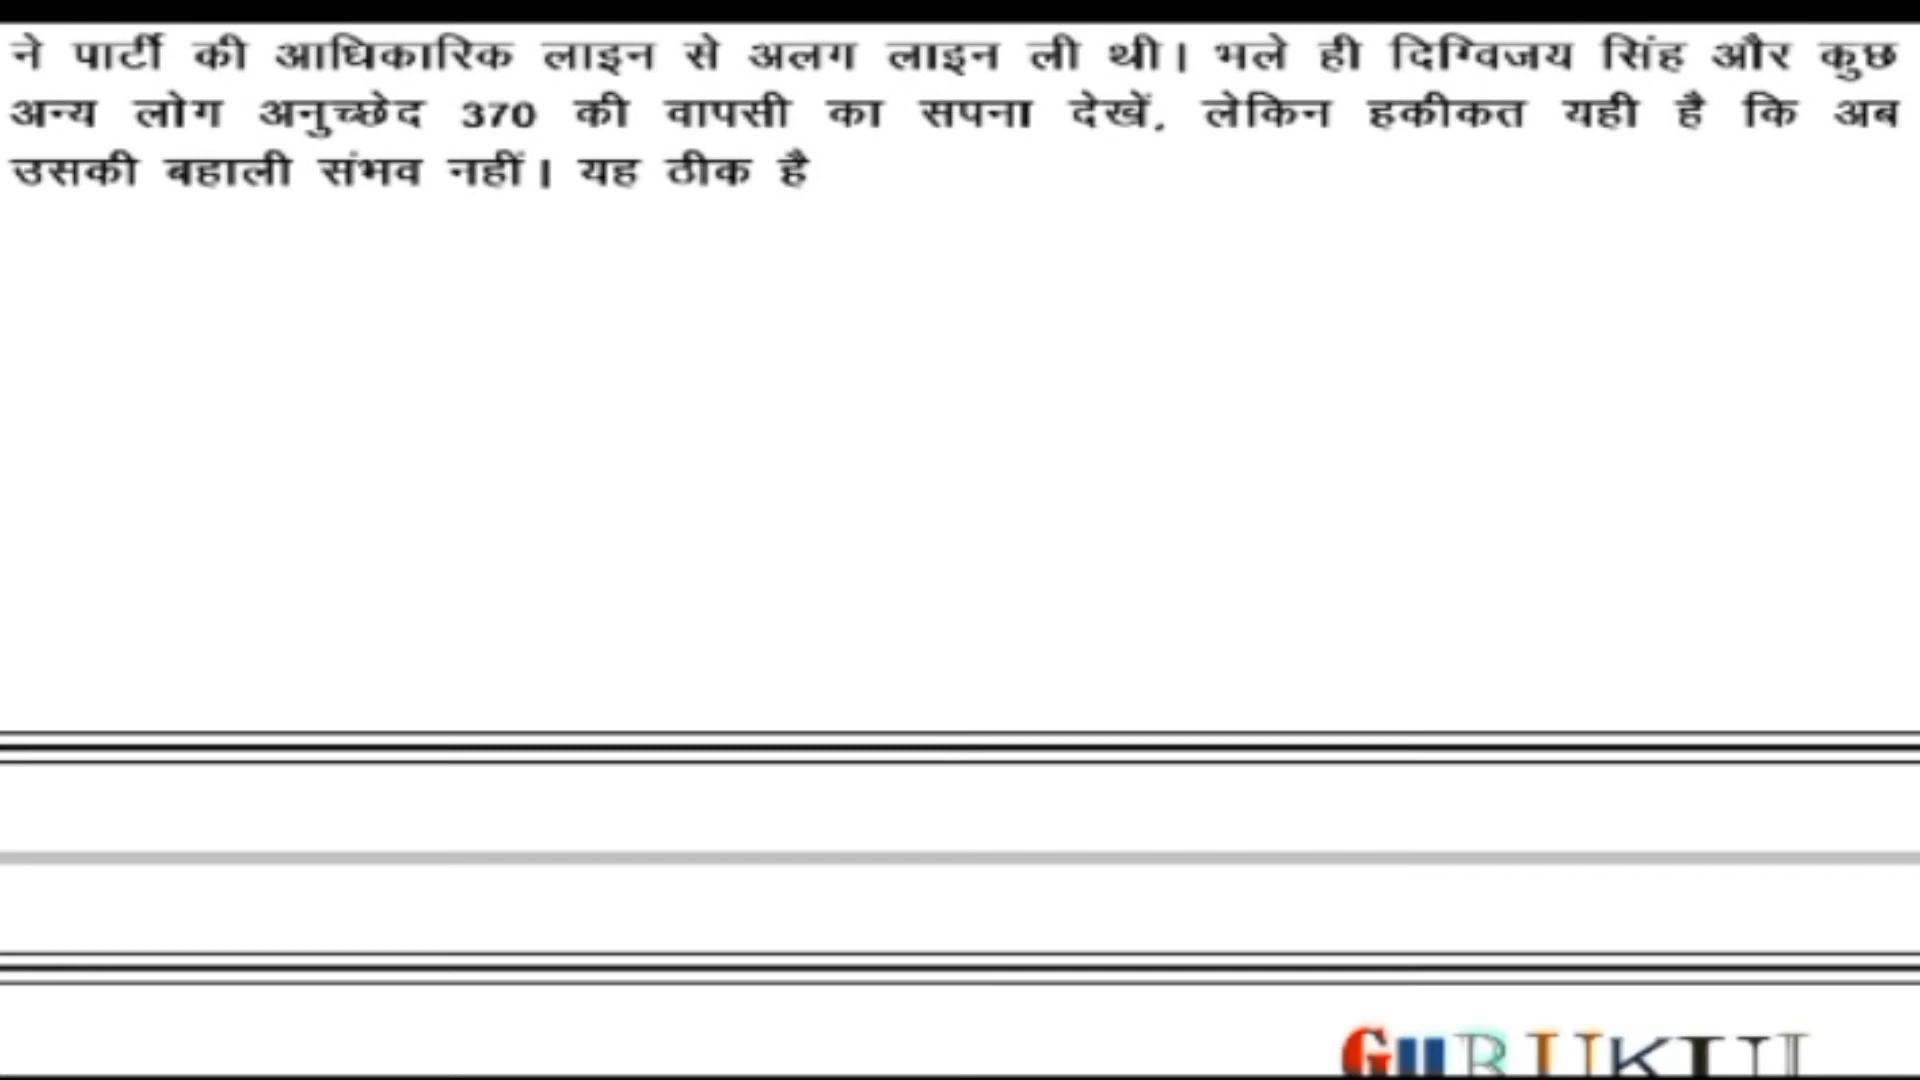 ने पार्टी की आधिकारिक लाइन से अलग लाइन ली थी। भले ही दिग्विजय सिंह और कुछ
अन्य लोग अनुच्छेद 370 की वापसी का सपना देखें, लेकिन हकीकत यही है कि अब
उसकी बहाली संभव नहीं। यह ठीक है
GURUKUL